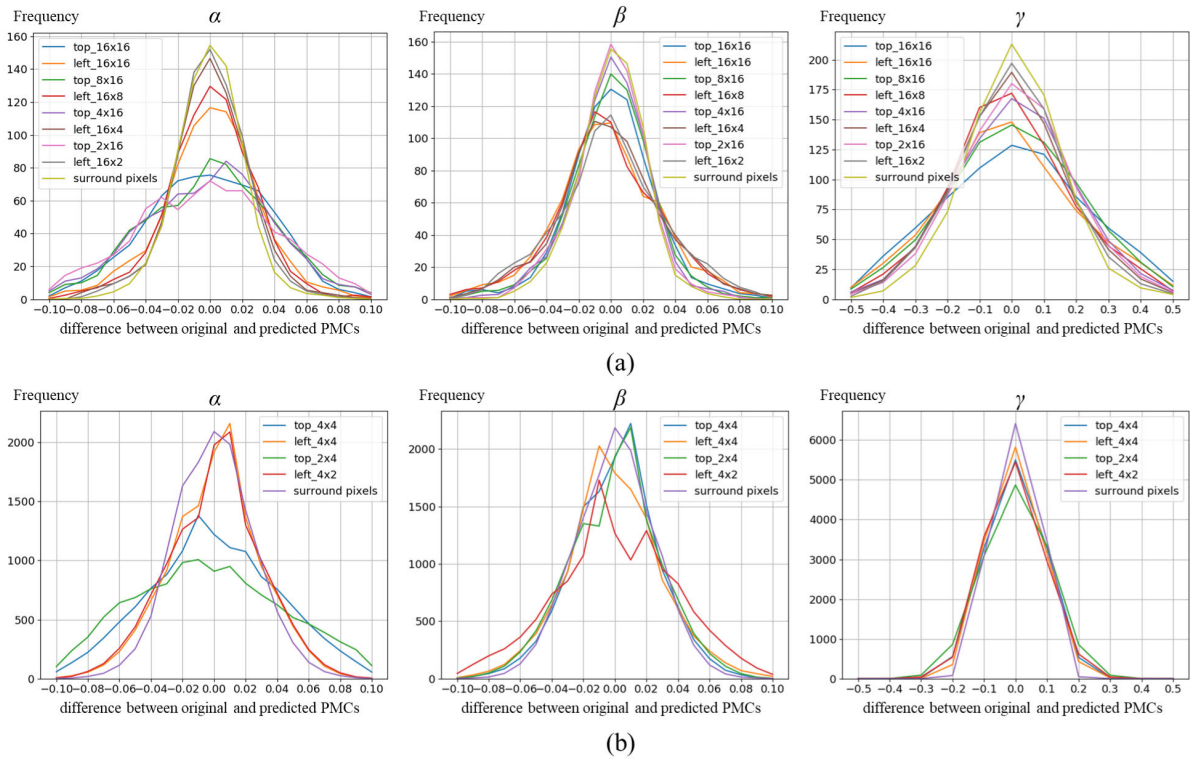 Frequency
α
160
140
120
100
80
60
40
20
0
top_16x16
left_16x16
top_8x16
left_16x8
top_4x16
left_16x4
top_2x16
left_16x2
surround pixels
−0.10 −0.08 −0.06 −0.04 −0.02 0.00 0.02 0.04 0.06 0.08 0.10
difference between original and predicted PMCs
Frequency
β
160
140
120
100
80
60
40
20
0
top_16x16
left_16x16
top_8x16
left_16x8
top_4x16
left_16x4
top_2x16
left_16x2
surround pixels
−0.10 −0.08 −0.06 −0.04 −0.02 0.00 0.02 0.04 0.06 0.08 0.10
difference between original and predicted PMCs
Frequency
γ
200
175
150
125
100
75
50
25
0
top_16x16
left_16x16
top_8x16
left_16x8
top_4x16
left_16x4
top_2x16
left_16x2
surround pixels
−0.5 −0.4 −0.3 −0.2 −0.1 0.0 0.1 0.2 0.3 0.4 0.5
difference between original and predicted PMCs
(a)
Frequency
α
2000
1500
1000
500
0
top_4x4
left_4x4
top_2x4
left_4x2
surround pixels
−0.10 −0.08 −0.06 −0.04 −0.02 0.00 0.02 0.04 0.06 0.08 0.10
difference between original and predicted PMCs
Frequency
β
2000
1500
1000
500
0
top_4x4
left_4x4
top_2x4
left_4x2
surround pixels
−0.10 −0.08 −0.06 −0.04 −0.02 0.00 0.02 0.04 0.06 0.08 0.10
difference between original and predicted PMCs
Frequency
γ
6000
5000
4000
3000
2000
1000
0
top_4x4
left_4x4
top_2x4
left_4x2
surround pixels
−0.5 −0.4 −0.3 −0.2 −0.1 0.0 0.1 0.2 0.3 0.4 0.5
difference between original and predicted PMCs
(b)